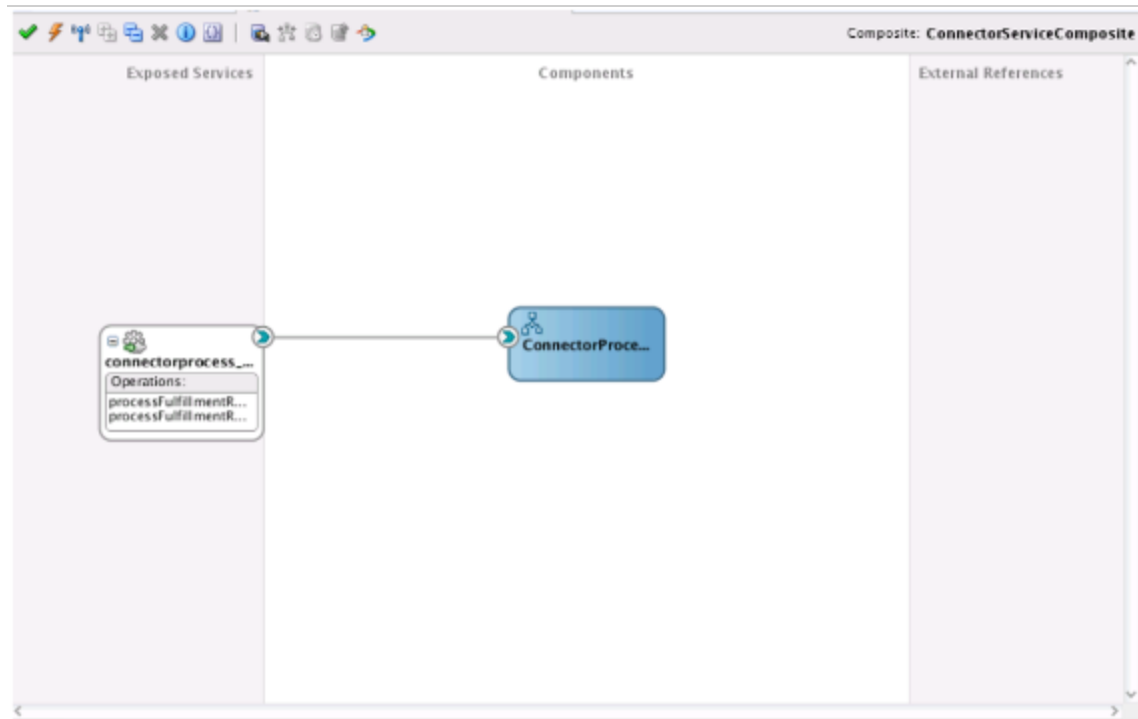 Composite: ConnectorServiceComposite
Exposed Services
Components
External References
connectorprocess_...
Operations:
processFulfillmentR...
processFulfillmentR...
ConnectorProce...